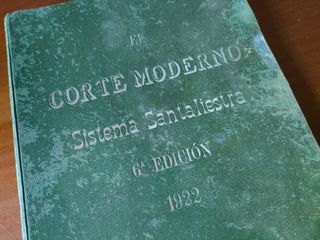 EL
CORTE MODERNO
Sistema Santaliestra
6ª EDICIÓN
1922